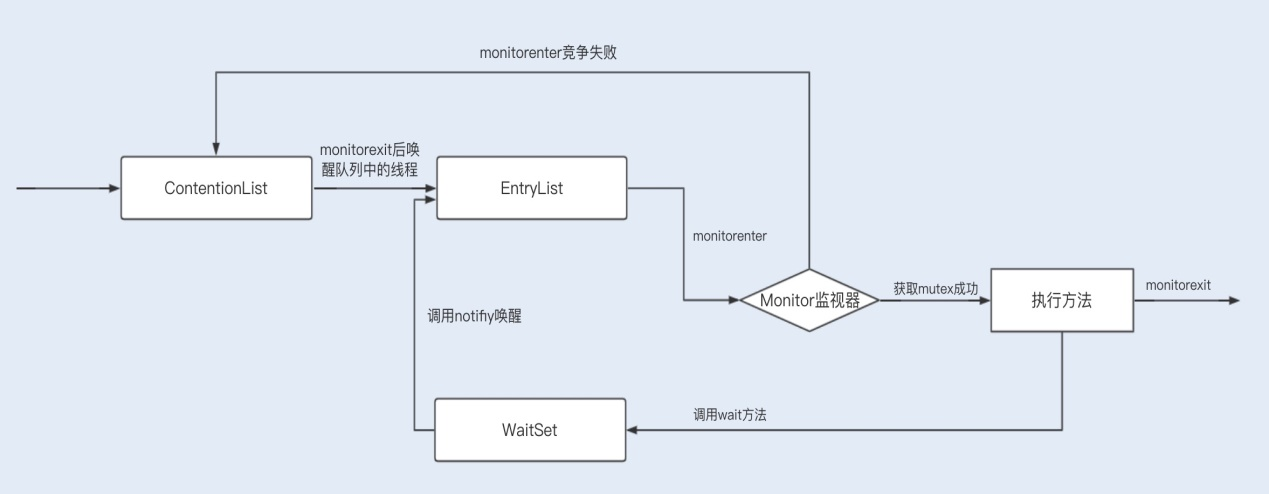 monitorenter竞争失败
monitorexit后唤
醒队列中的线程
ContentionList
EntryList
monitorenter
Monitor监视器
获取mutex成功
执行方法
monitorexit
调用notifiy唤醒
调用wait方法
WaitSet